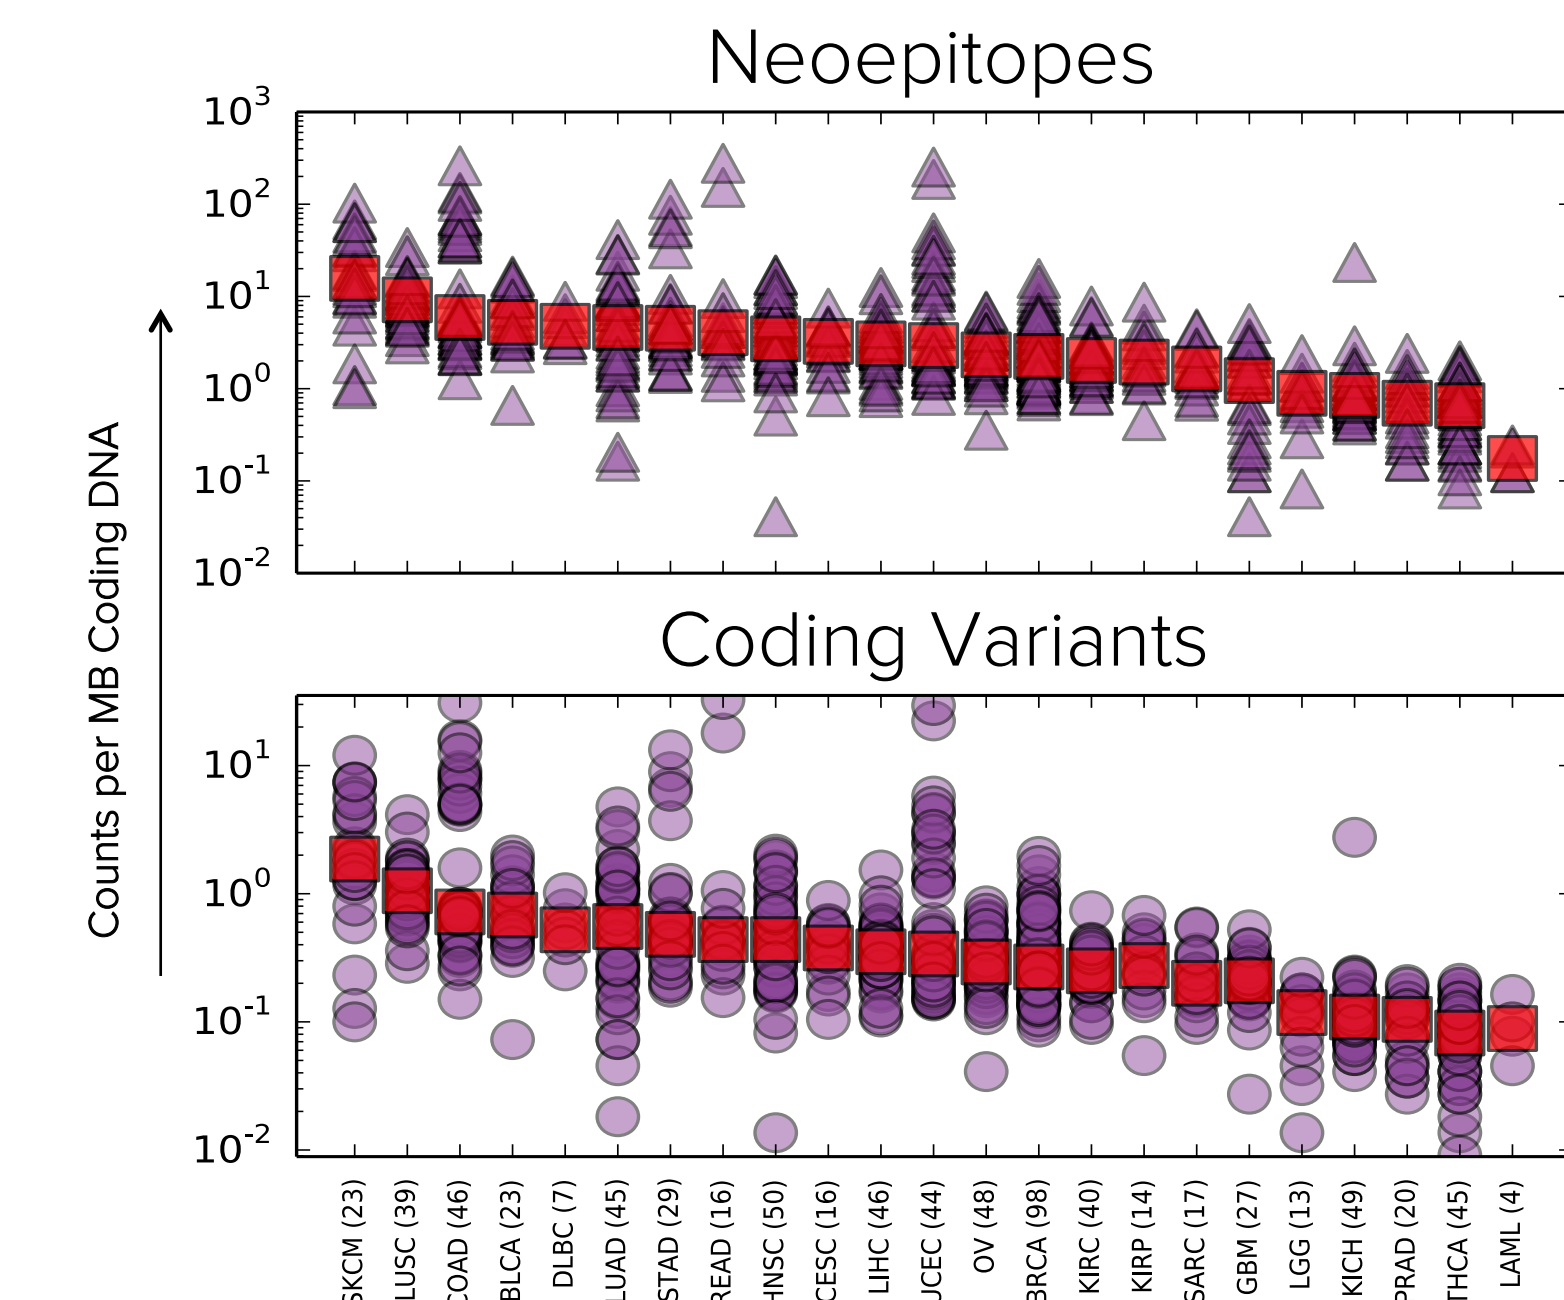 Neoepitopes
10³
10²
10¹
10⁰
10⁻¹
10⁻²
Counts per MB Coding DNA
Coding Variants
10¹
10⁰
10⁻¹
10⁻²
SKCM (23)
LUSC (39)
COAD (46)
BLCA (23)
DLBC (7)
LUAD (45)
STAD (29)
READ (16)
HNSC (50)
CESC (16)
LIHC (46)
UCEC (44)
OV (48)
BRCA (98)
KIRC (40)
KIRP (14)
SARC (17)
GBM (27)
LGG (13)
KICH (49)
PRAD (20)
THCA (45)
LAML (4)